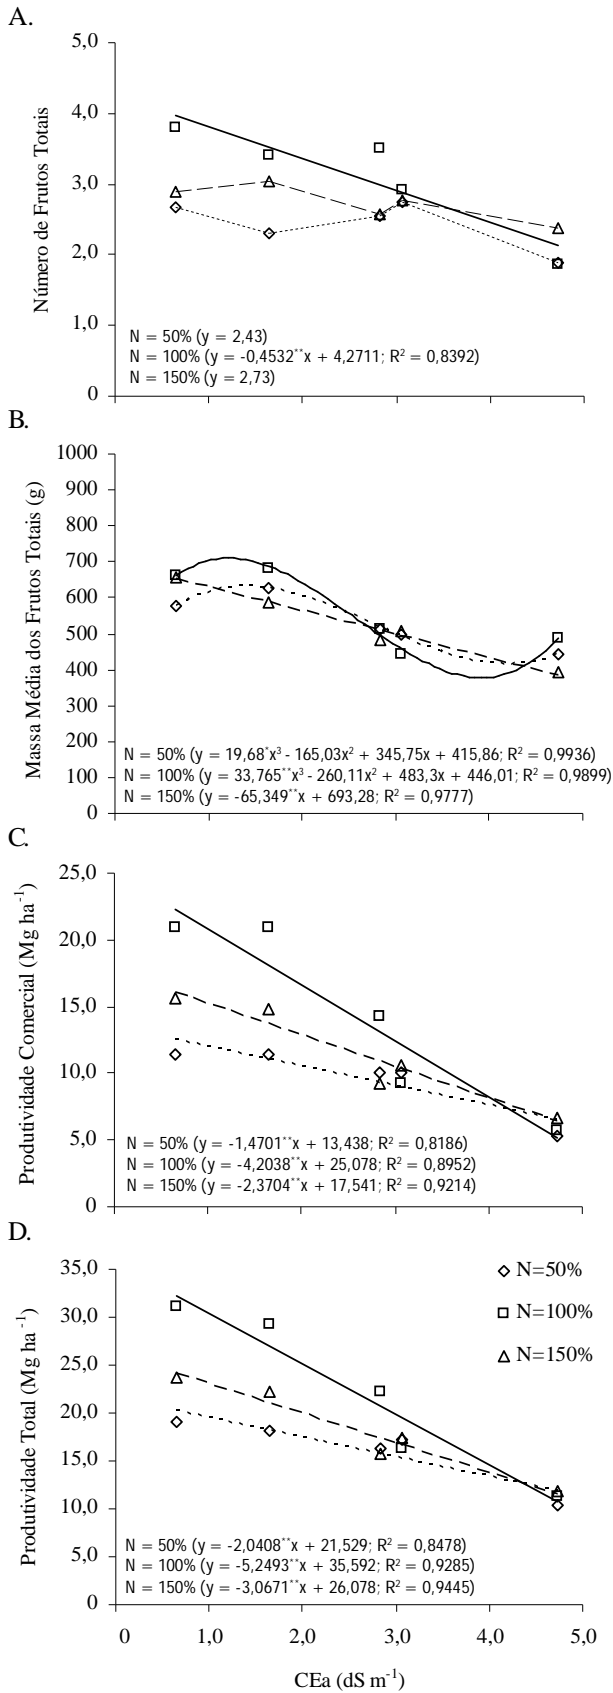 A.
Número de Frutos Totais
5,0
4,0
3,0
2,0
1,0
0
N = 50% (y = 2,43)
N = 100% (y = -0,4532**x + 4,2711; R² = 0,8392)
N = 150% (y = 2,73)
B.
Massa Média dos Frutos Totais (g)
1000
900
800
700
600
500
400
300
200
100
0
N = 50% (y = 19,68*x³ - 165,03x² + 345,75x + 415,86; R² = 0,9936)
N = 100% (y = 33,765**x³ - 260,11x² + 483,3x + 446,01; R² = 0,9899)
N = 150% (y = -65,349**x + 693,28; R² = 0,9777)
C.
Produtividade Comercial (Mg ha⁻¹)
25,0
20,0
15,0
10,0
5,0
0
N = 50% (y = -1,4701**x + 13,438; R² = 0,8186)
N = 100% (y = -4,2038**x + 25,078; R² = 0,8952)
N = 150% (y = -2,3704**x + 17,541; R² = 0,9214)
D.
Produtividade Total (Mg ha⁻¹)
35,0
30,0
25,0
20,0
15,0
10,0
5,0
0
N=50%
N=100%
N=150%
N = 50% (y = -2,0408**x + 21,529; R² = 0,8478)
N = 100% (y = -5,2493**x + 35,592; R² = 0,9285)
N = 150% (y = -3,0671**x + 26,078; R² = 0,9445)
0 1,0 2,0 3,0 4,0 5,0
CEa (dS m⁻¹)